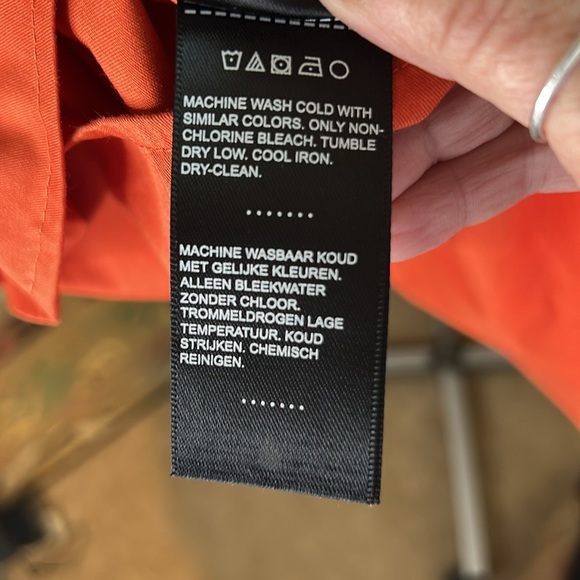 MACHINE WASH COLD WITH
SIMILAR COLORS. ONLY NON-
CHLORINE BLEACH. TUMBLE
DRY LOW. COOL IRON.
DRY-CLEAN.
MACHINE WASBAAR KOUD
MET GELIJKE KLEUREN.
ALLEEN BLEEKWATER
ZONDER CHLOOR.
TROMMELDROGEN LAGE
TEMPERATUUR. KOUD
STRIJKEN. CHEMISCH
REINIGEN.